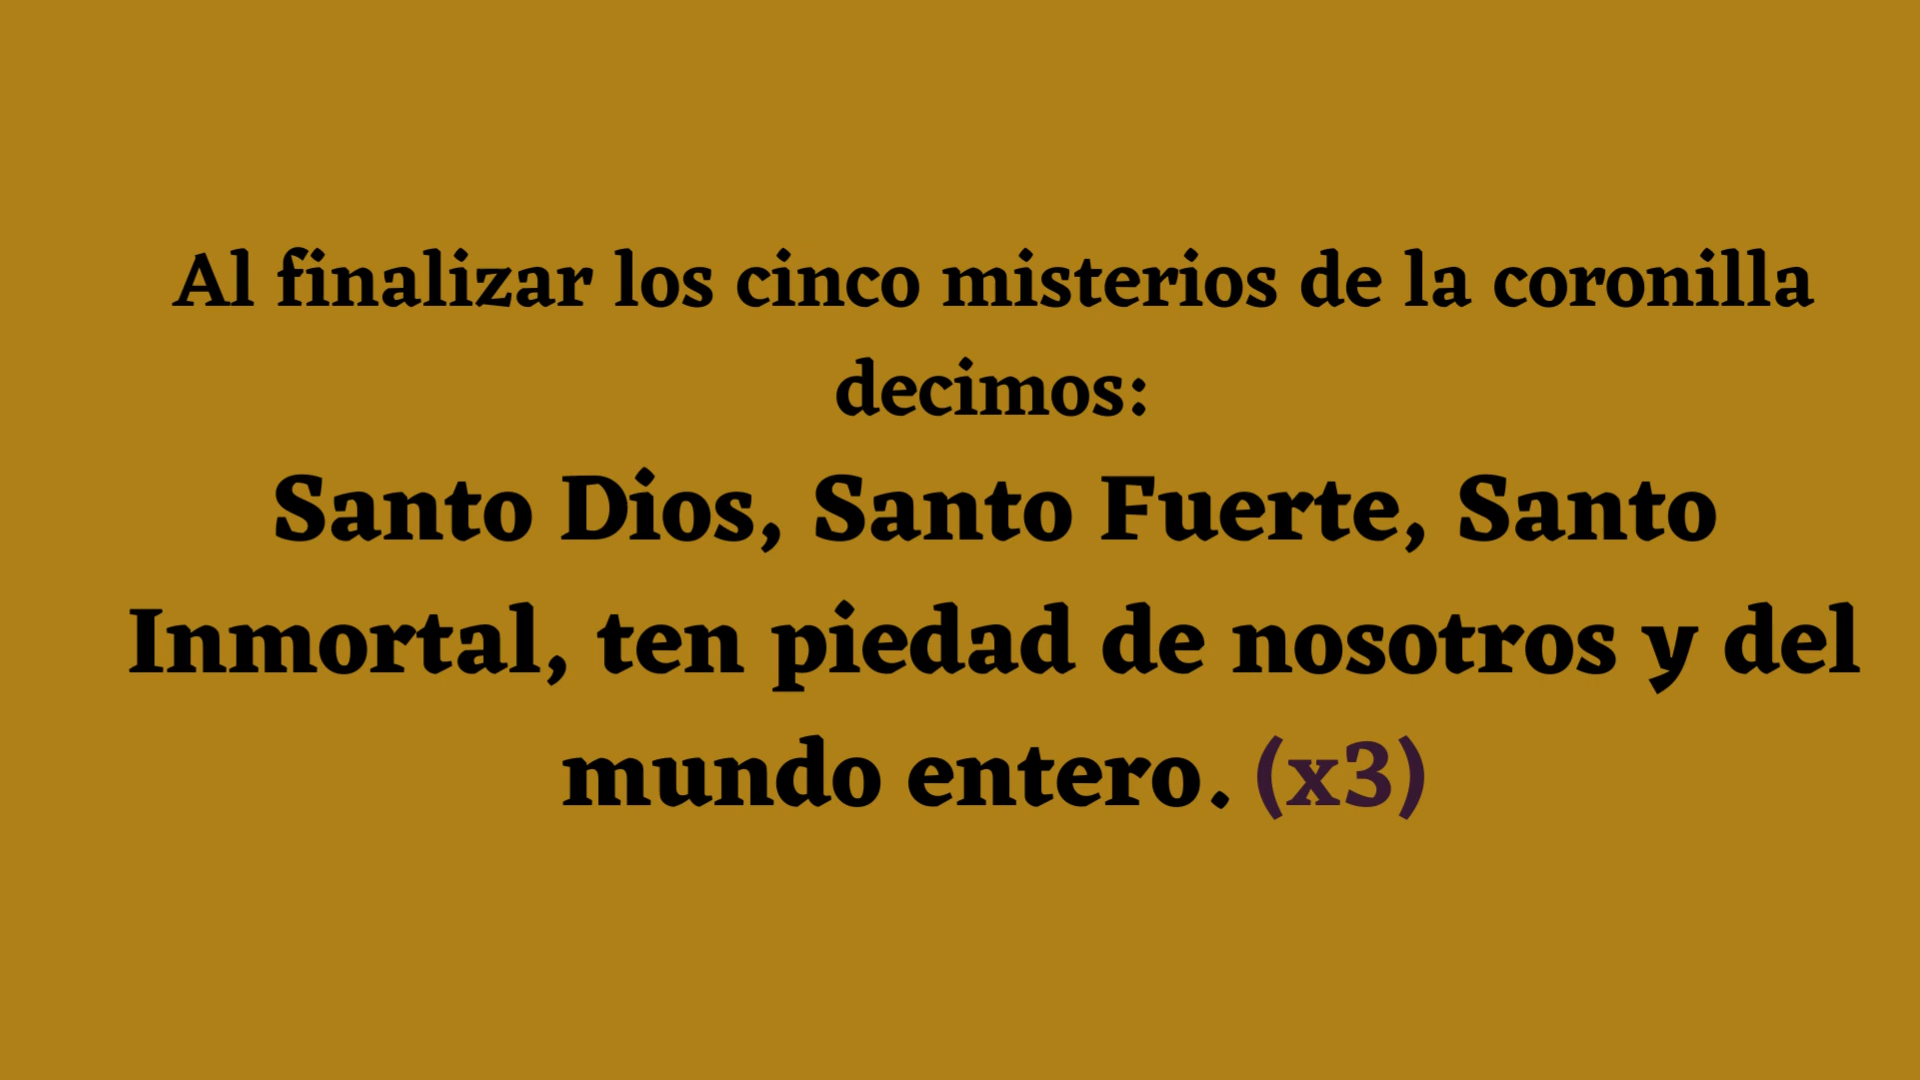 Al finalizar los cinco misterios de la coronilla
decimos:
Santo Dios, Santo Fuerte, Santo
Inmortal, ten piedad de nosotros y del
mundo entero. (x3)